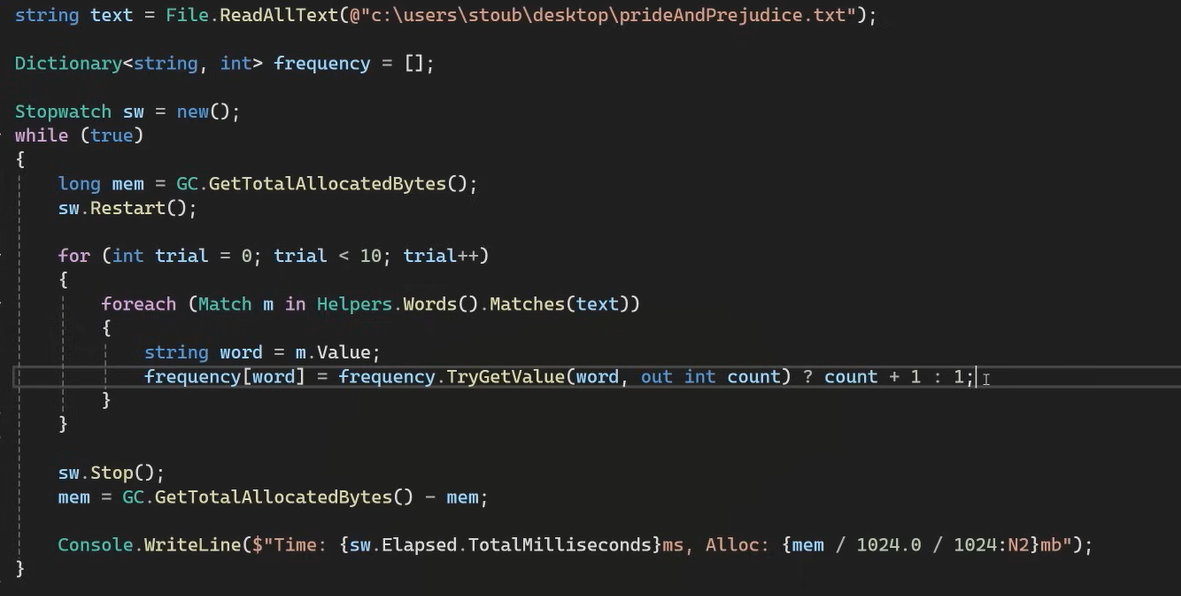 string text = File.ReadAllText(@"c:\users\stoub\desktop\prideAndPrejudice.txt");
Dictionary<string, int> frequency = [];
Stopwatch sw = new();
while (true)
{
long mem = GC.GetTotalAllocatedBytes();
sw.Restart();
for (int trial = 0; trial < 10; trial++)
{
foreach (Match m in Helpers.Words().Matches(text))
{
string word = m.Value;
frequency[word] = frequency.TryGetValue(word, out int count) ? count + 1 : 1;
}
}
sw.Stop();
mem = GC.GetTotalAllocatedBytes() - mem;
Console.WriteLine($"Time: {sw.Elapsed.TotalMilliseconds}ms, Alloc: {mem / 1024.0 / 1024:N2}mb");
}